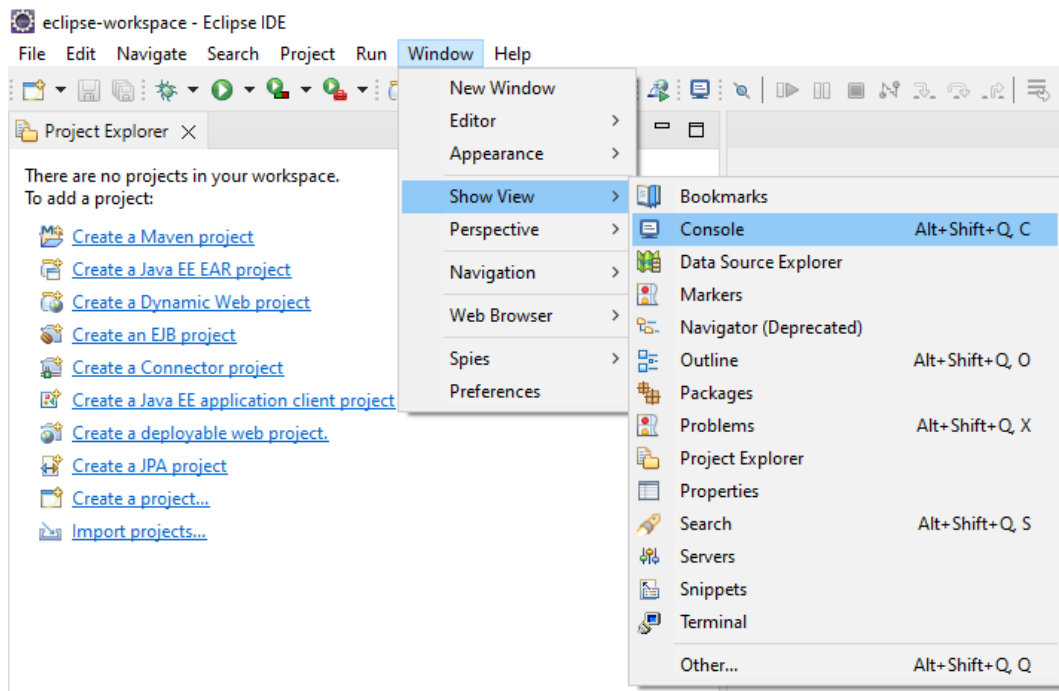 eclipse-workspace - Eclipse IDE
File Edit Navigate Search Project Run Window Help
Project Explorer
There are no projects in your workspace.
To add a project:
Create a Maven project
Create a Java EE EAR project
Create a Dynamic Web project
Create an EJB project
Create a Connector project
Create a Java EE application client project
Create a deployable web project.
Create a JPA project
Create a project...
Import projects...
New Window
Editor
Appearance
Show View
Perspective
Navigation
Web Browser
Spies
Preferences
Bookmarks
Console Alt+Shift+Q, C
Data Source Explorer
Markers
Navigator (Deprecated)
Outline Alt+Shift+Q, O
Packages
Problems Alt+Shift+Q, X
Project Explorer
Properties
Search Alt+Shift+Q, S
Servers
Snippets
Terminal
Other... Alt+Shift+Q, Q